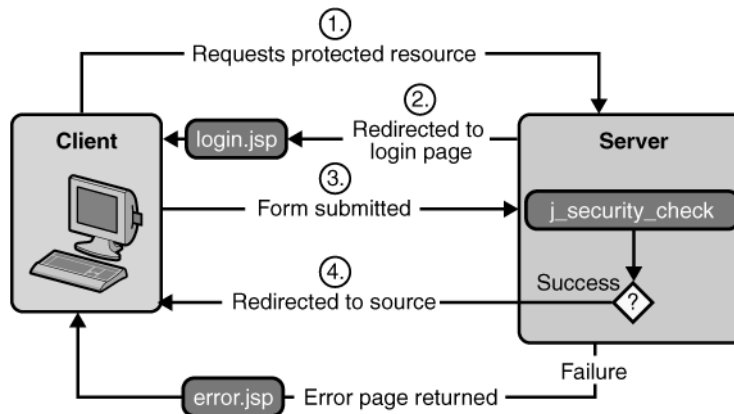 1.
Requests protected resource
Client
login.jsp
2.
Redirected to
login page
Server
3.
Form submitted
j_security_check
4.
Redirected to source
Success
?
Failure
error.jsp
Error page returned